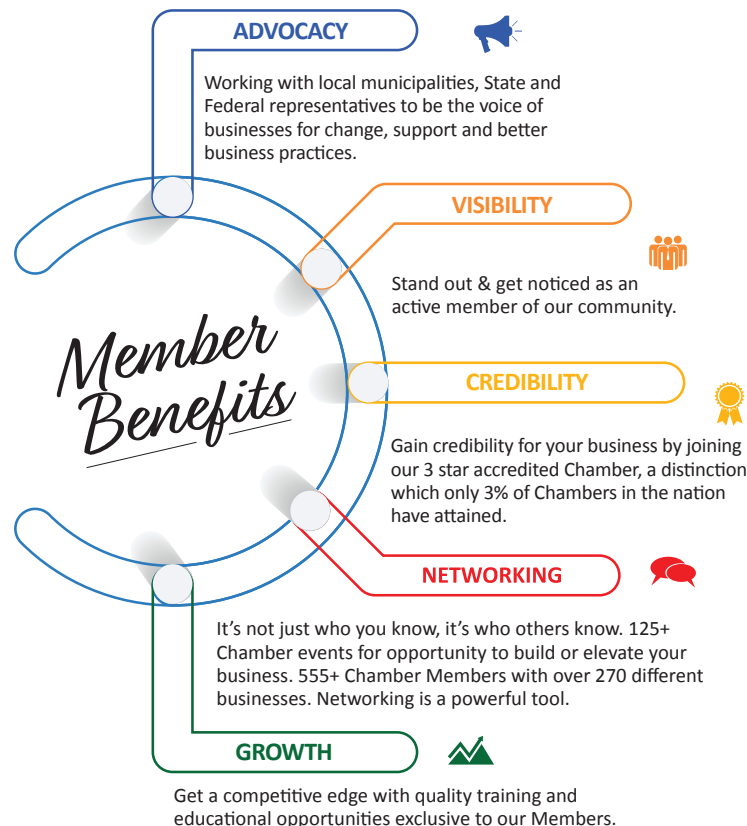 ADVOCACY
Working with local municipalities, State and
Federal representatives to be the voice of
businesses for change, support and better
business practices.
VISIBILITY
Stand out & get noticed as an
active member of our community.
Member
Benefits
CREDIBILITY
Gain credibility for your business by joining
our 3 star accredited Chamber, a distinction
which only 3% of Chambers in the nation
have attained.
NETWORKING
It’s not just who you know, it’s who others know. 125+
Chamber events for opportunity to build or elevate your
business. 555+ Chamber Members with over 270 different
businesses. Networking is a powerful tool.
GROWTH
Get a competitive edge with quality training and
educational opportunities exclusive to our Members.